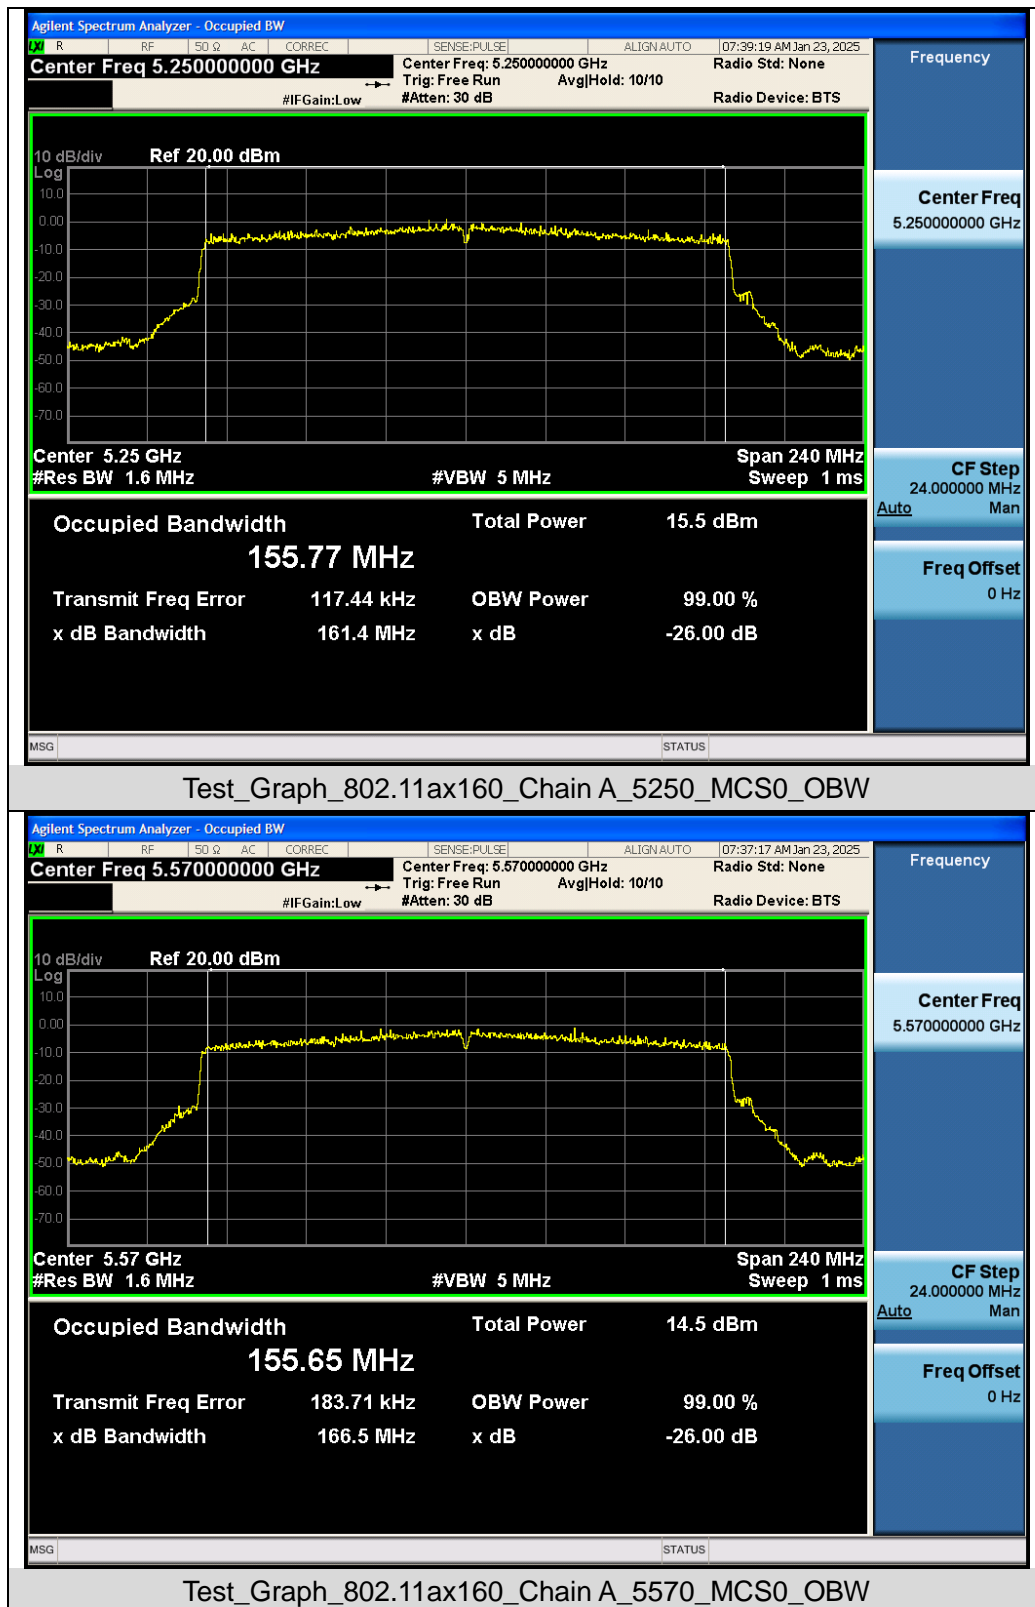 Agilent Spectrum Analyzer - Occupied BW
LXI R RF 50 Ω AC CORREC SENSE:PULSE ALIGN AUTO 07:39:19 AM Jan 23, 2025
Center Freq 5.250000000 GHz Center Freq: 5.250000000 GHz Radio Std: None
Trig: Free Run Avg|Hold: 10/10
#IFGain:Low #Atten: 30 dB Radio Device: BTS
Frequency
10 dB/div Ref 20.00 dBm
Log
10.0
0.00
-10.0
-20.0
-30.0
-40.0
-50.0
-60.0
-70.0
Center 5.25 GHz Span 240 MHz
#Res BW 1.6 MHz #VBW 5 MHz Sweep 1 ms
Center Freq
5.250000000 GHz
CF Step
24.000000 MHz
Auto Man
Freq Offset
0 Hz
Occupied Bandwidth Total Power 15.5 dBm
155.77 MHz
Transmit Freq Error 117.44 kHz OBW Power 99.00 %
x dB Bandwidth 161.4 MHz x dB -26.00 dB
MSG STATUS
Test_Graph_802.11ax160_Chain A_5250_MCS0_OBW
Agilent Spectrum Analyzer - Occupied BW
LXI R RF 50 Ω AC CORREC SENSE:PULSE ALIGN AUTO 07:37:17 AM Jan 23, 2025
Center Freq 5.570000000 GHz Center Freq: 5.570000000 GHz Radio Std: None
Trig: Free Run Avg|Hold: 10/10
#IFGain:Low #Atten: 30 dB Radio Device: BTS
Frequency
10 dB/div Ref 20.00 dBm
Log
10.0
0.00
-10.0
-20.0
-30.0
-40.0
-50.0
-60.0
-70.0
Center 5.57 GHz Span 240 MHz
#Res BW 1.6 MHz #VBW 5 MHz Sweep 1 ms
Center Freq
5.570000000 GHz
CF Step
24.000000 MHz
Auto Man
Freq Offset
0 Hz
Occupied Bandwidth Total Power 14.5 dBm
155.65 MHz
Transmit Freq Error 183.71 kHz OBW Power 99.00 %
x dB Bandwidth 166.5 MHz x dB -26.00 dB
MSG STATUS
Test_Graph_802.11ax160_Chain A_5570_MCS0_OBW